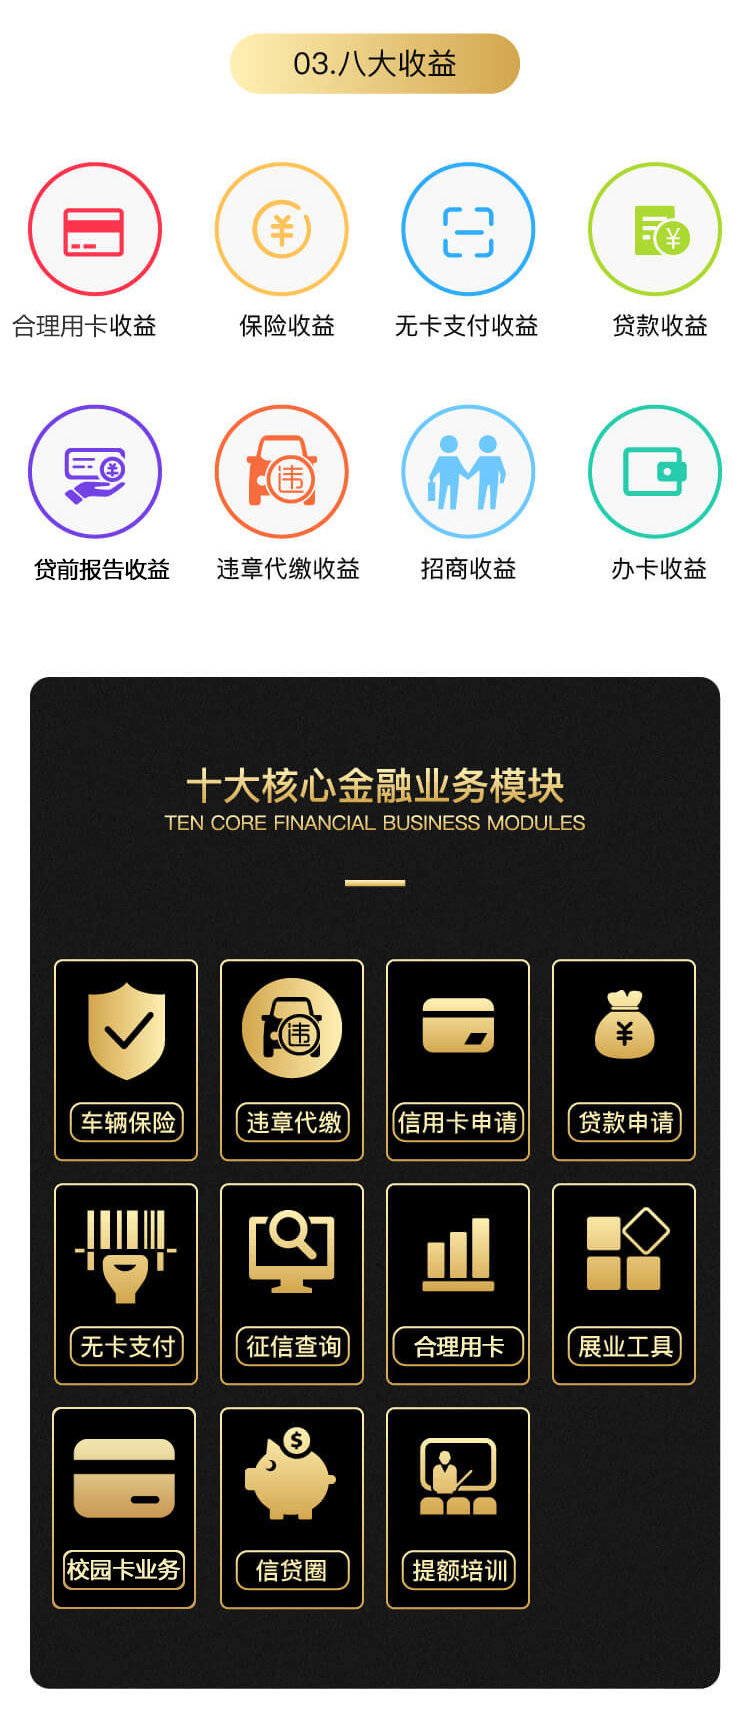 03.八大收益
合理用卡收益 保险收益 无卡支付收益 贷款收益
¥ ¥
¥ 违
贷前报告收益 违章代缴收益 招商收益 办卡收益
十大核心金融业务模块
TEN CORE FINANCIAL BUSINESS MODULES
违 ¥
车辆保险 违章代缴 信用卡申请 贷款申请
无卡支付 征信查询 合理用卡 展业工具
$
校园卡业务 信贷圈 提额培训